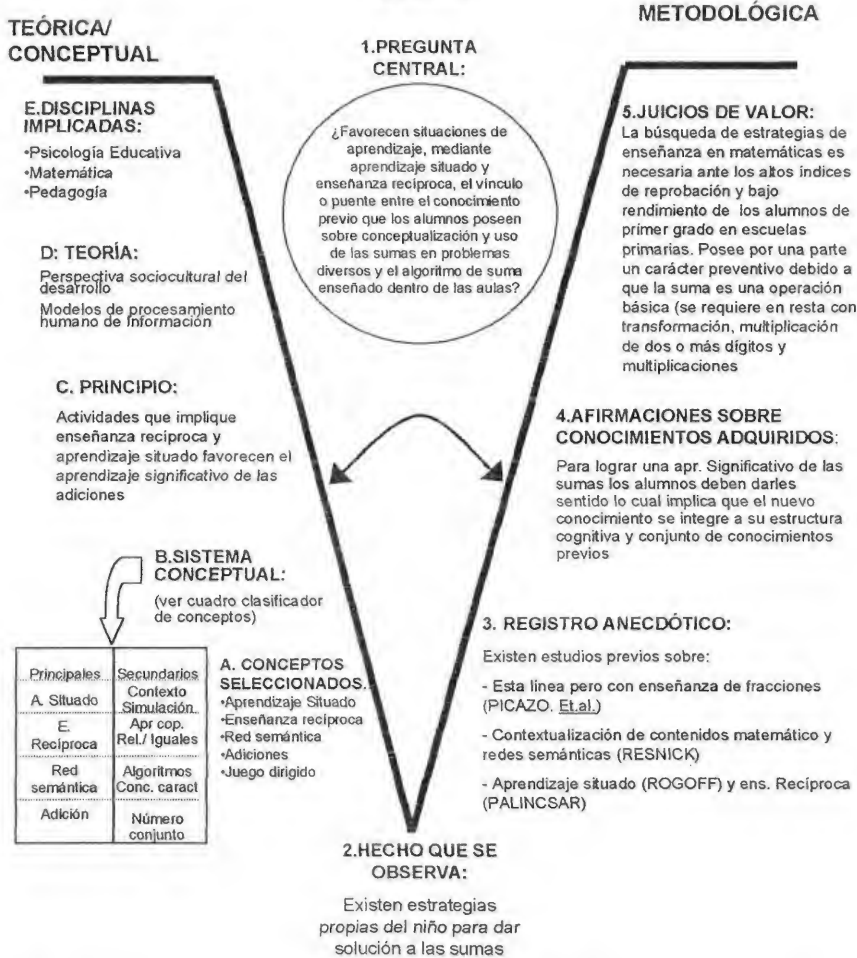 TEÓRICA/
CONCEPTUAL
E.DISCIPLINAS
IMPLICADAS:
•Psicología Educativa
•Matemática
•Pedagogía
D: TEORÍA:
Perspectiva sociocultural del
desarrollo
Modelos de procesamiento
humano de Información
C. PRINCIPIO:
Actividades que implique
enseñanza reciproca y
aprendizaje situado favorecen el
aprendizaje significativo de las
adiciones
B.SISTEMA
CONCEPTUAL:
(ver cuadro clasificador
de conceptos)
Principales Secundarios
A. Situado Contexto
Simulación
E.
Recíproca Apr cop.
Rel./ Iguales
Red
semántica Algoritmos
Conc. caract
Adición Número
conjunto
A. CONCEPTOS
SELECCIONADOS.
•Aprendizaje Situado
•Enseñanza recíproca
•Red semántica
•Adiciones
•Juego dirigido
1.PREGUNTA
CENTRAL:
¿Favorecen situaciones de
aprendizaje, mediante
aprendizaje situado y
enseñanza recíproca, el vínculo
o puente entre el conocimiento
previo que los alumnos poseen
sobre conceptualización y uso
de las sumas en problemas
diversos y el algoritmo de suma
enseñado dentro de las aulas?
2.HECHO QUE SE
OBSERVA:
Existen estrategias
propias del niño para dar
solución a las sumas
METODOLÓGICA
5.JUICIOS DE VALOR:
La búsqueda de estrategias de
enseñanza en matemáticas es
necesaria ante los altos índices
de reprobación y bajo
rendimiento de los alumnos de
primer grado en escuelas
primarias. Posee por una parte
un carácter preventivo debido a
que la suma es una operación
básica (se requiere en resta con
transformación, multiplicación
de dos o más dígitos y
multiplicaciones
4.AFIRMACIONES SOBRE
CONOCIMIENTOS ADQUIRIDOS:
Para lograr una apr. Significativo de las
sumas los alumnos deben darles
sentido lo cual implica que el nuevo
conocimiento se integre a su estructura
cognitiva y conjunto de conocimientos
previos
3. REGISTRO ANECDÓTICO:
Existen estudios previos sobre:
- Esta línea pero con enseñanza de fracciones
(PICAZO. Et.al.)
- Contextualización de contenidos matemático y
redes semánticas (RESNICK)
- Aprendizaje situado (ROGOFF) y ens. Recíproca
(PALINCSAR)